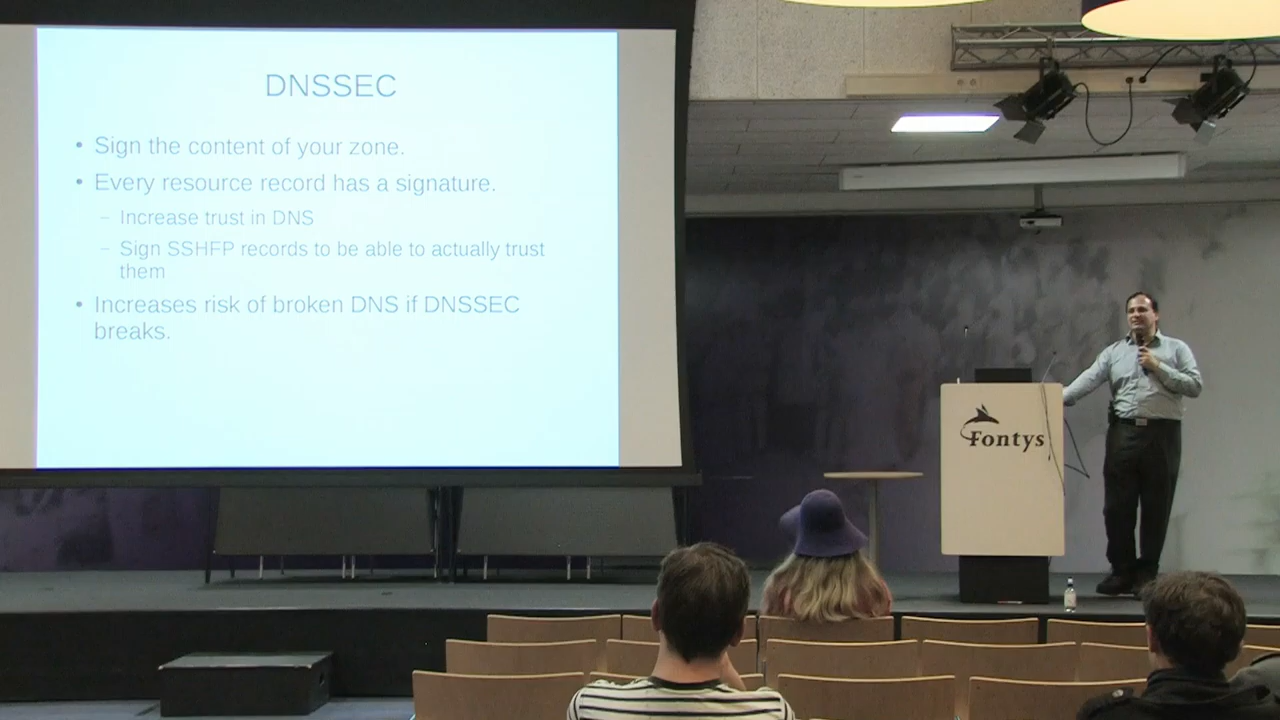 DNSSEC
• Sign the content of your zone.
• Every resource record has a signature.
– Increase trust in DNS
– Sign SSHFP records to be able to actually trust
them
• Increases risk of broken DNS if DNSSEC
breaks.
Fontys